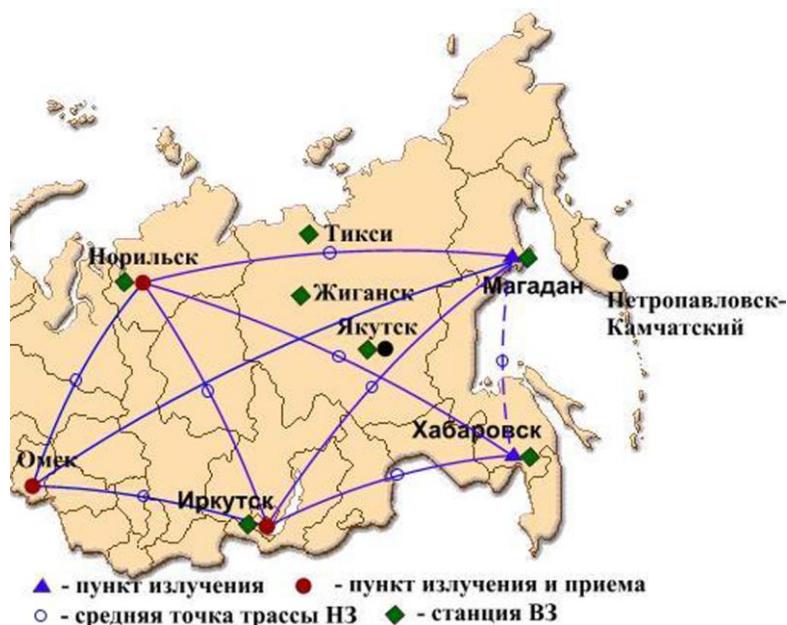 Тикси
Норильск
Жиганск
Магадан
Якутск
Петропавловск-
Камчатский
Хабаровск
Омск
Иркутск
- пункт излучения
- пункт излучения и приема
- средняя точка трассы НЗ
- станция ВЗ